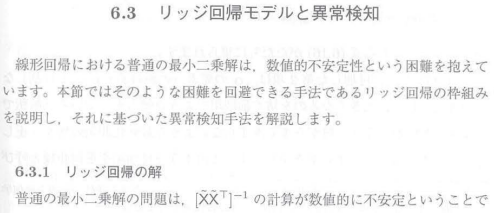 6.3 リッジ回帰モデルと異常検知
線形回帰における普通の最小二乗解は，数値的不安定性という困難を抱えて
います。本節ではそのような困難を回避できる手法であるリッジ回帰の枠組み
を説明し，それに基づいた異常検知手法を解説します。
6.3.1 リッジ回帰の解
普通の最小二乗解の問題は，[X̃X̃⊤]⁻¹ の計算が数値的に不安定ということで